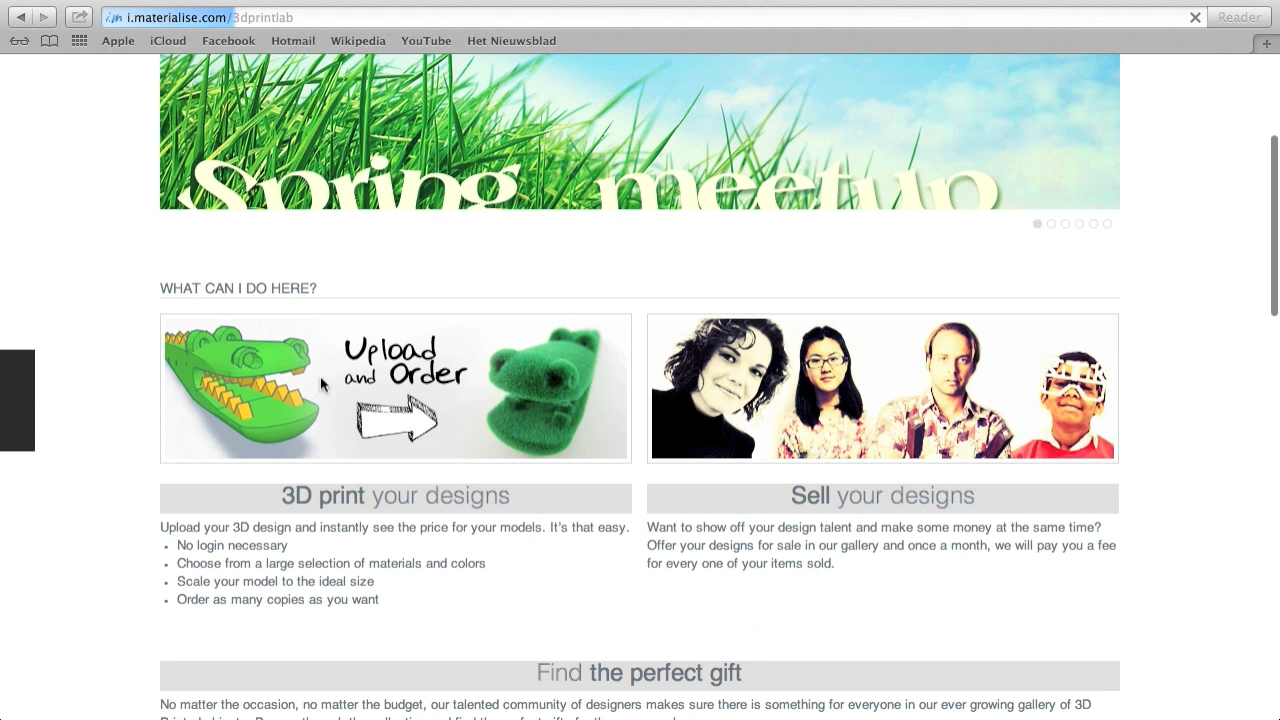 im i.materialise.com/3dprintlab
Reader
Apple iCloud Facebook Hotmail Wikipedia YouTube Het Nieuwsblad
Spring meetup
WHAT CAN I DO HERE?
Upload
and Order
3D print your designs
Upload your 3D design and instantly see the price for your models. It's that easy.
• No login necessary
• Choose from a large selection of materials and colors
• Scale your model to the ideal size
• Order as many copies as you want
Sell your designs
Want to show off your design talent and make some money at the same time?
Offer your designs for sale in our gallery and once a month, we will pay you a fee
for every one of your items sold.
Find the perfect gift
No matter the occasion, no matter the budget, our talented community of designers makes sure there is something for everyone in our ever growing gallery of 3D